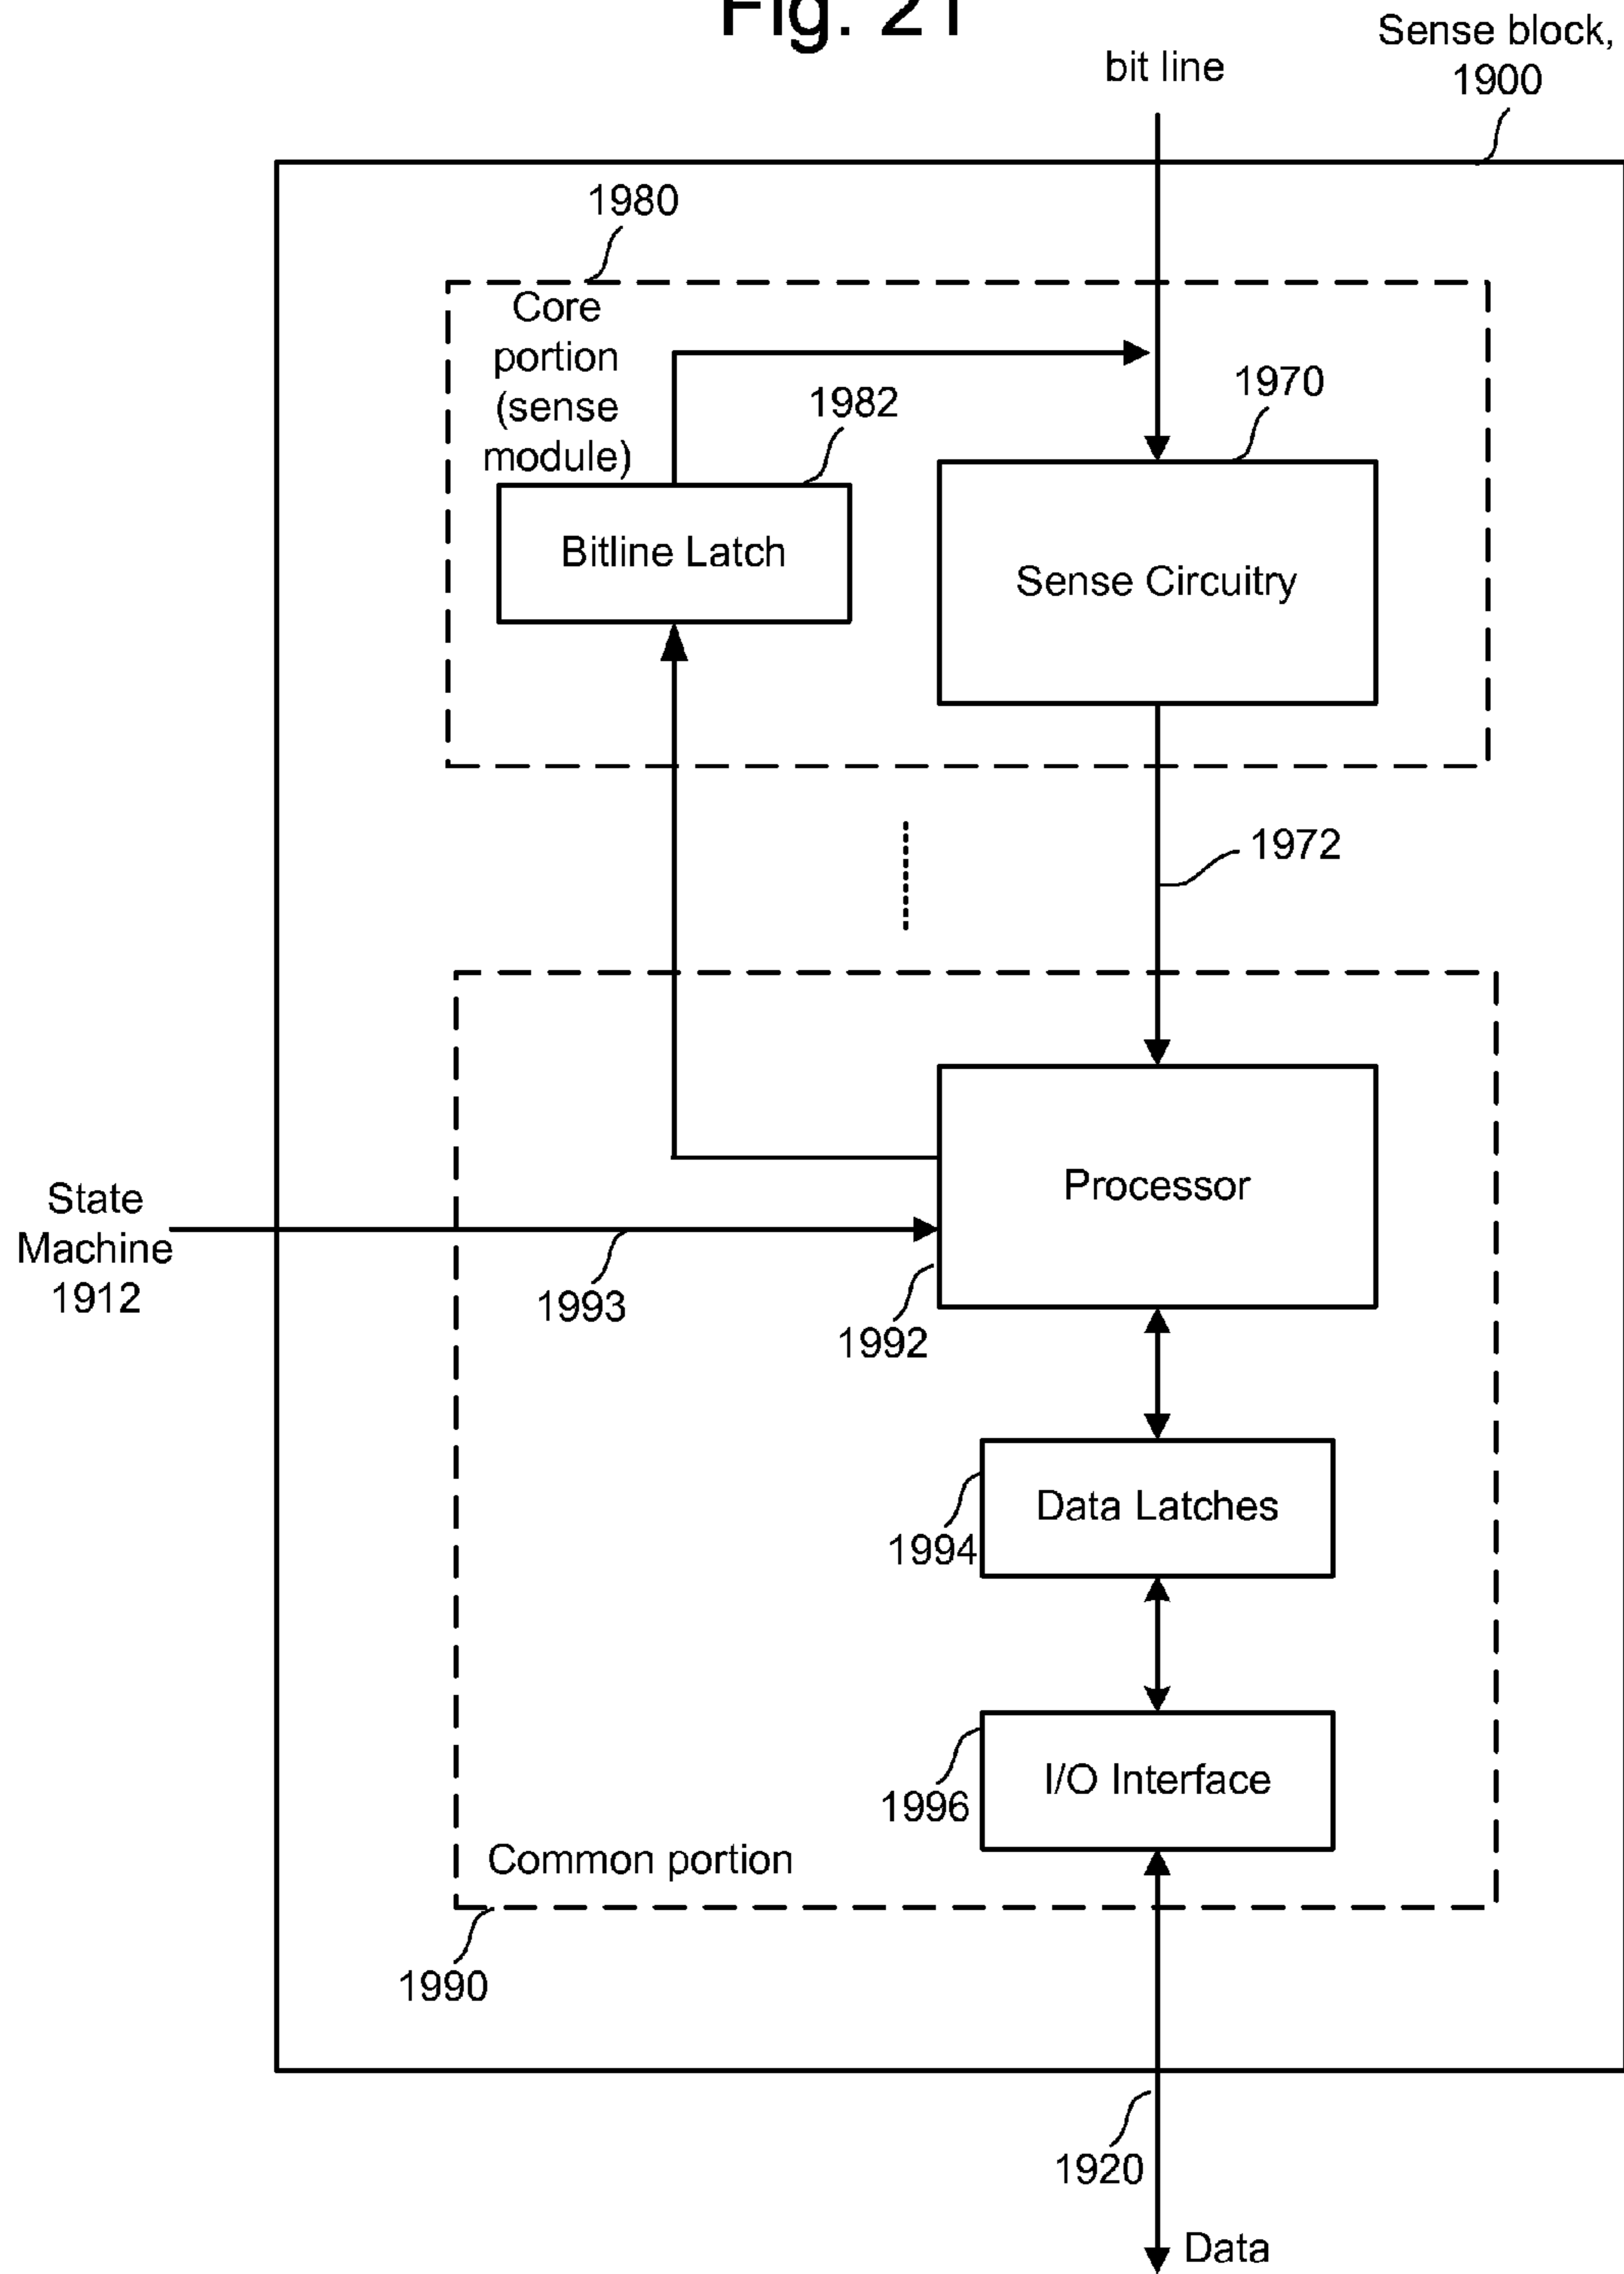 Fig. 21
Sense block,
1900
bit line
1980
Core
portion
(sense
module)
1982
1970
Bitline Latch
Sense Circuitry
1972
Processor
State
Machine
1912
1993
1992
Data Latches
1994
I/O Interface
1996
Common portion
1990
1920
Data